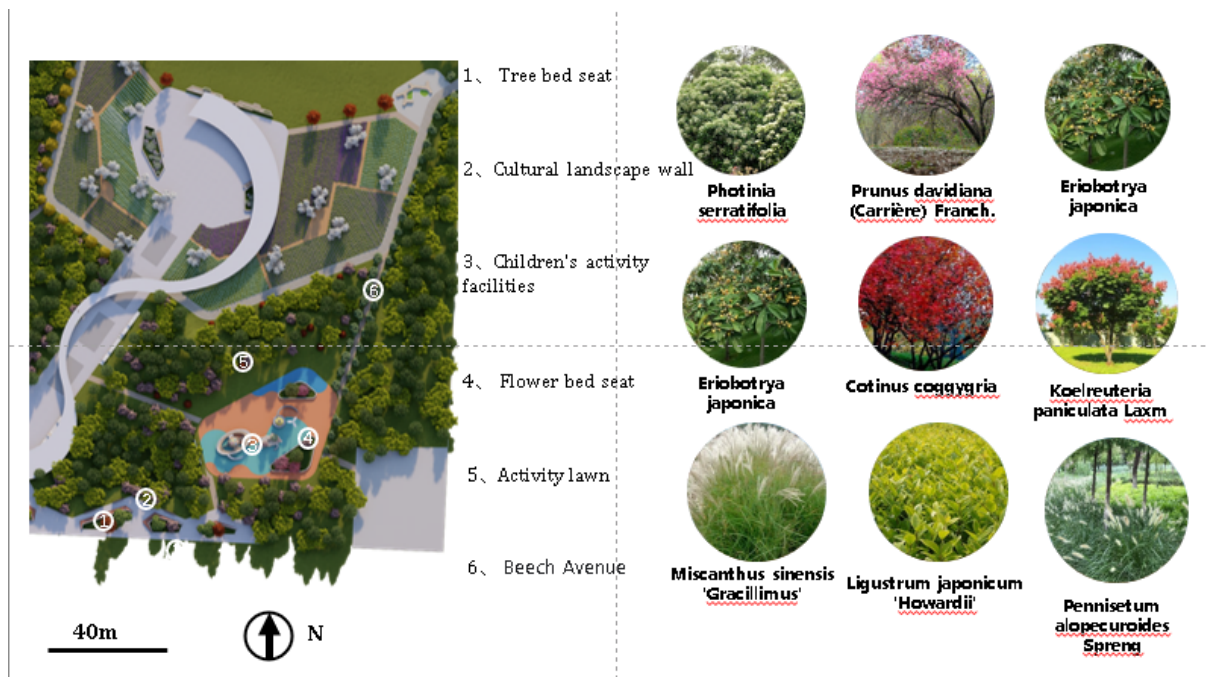 1、 Tree bed seat
2、 Cultural landscape wall
3、 Children's activity
facilities
4、 Flower bed seat
5、 Activity lawn
6、 Beech Avenue
6
5
3
4
2
1
40m
N
Photinia
serratifolia
Prunus davidiana
(Carrière) Franch.
Eriobotrya
japonica
Eriobotrya
japonica
Cotinus coggygria
Koelreuteria
paniculata Laxm
Miscanthus sinensis
'Gracillimus'
Ligustrum japonicum
'Howardii'
Pennisetum
alopecuroides
Spreng